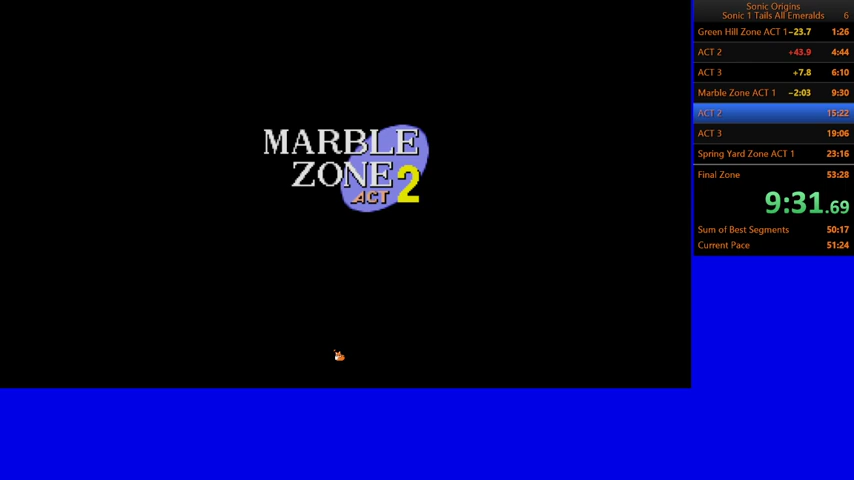 MARBLE
ZONE
ACT 2
Sonic Origins
Sonic 1 Tails All Emeralds 6
Green Hill Zone ACT 1 −23.7 1:26
ACT 2 +43.9 4:44
ACT 3 +7.8 6:10
Marble Zone ACT 1 −2:03 9:30
ACT 2 15:22
ACT 3 19:06
Spring Yard Zone ACT 1 23:16
Final Zone 53:28
9:31.69
Sum of Best Segments 50:17
Current Pace 51:24